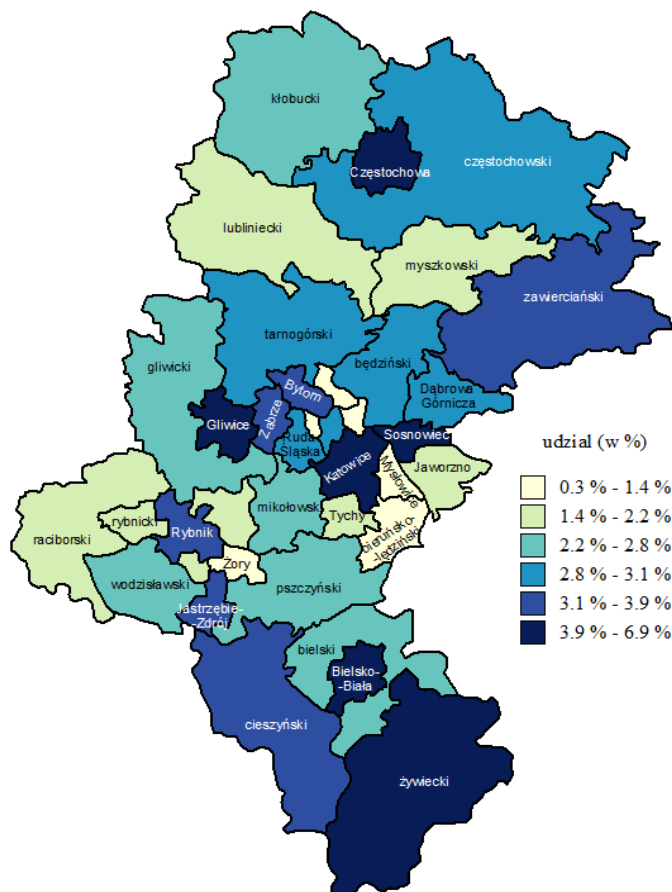 kłobucki
Częstochowa
częstochowski
lubliniecki
myszkowski
zawierciański
tarnogórski
gliwicki
będziński
Bytom
Dąbrowa
Górnicza
Gliwice
Zabrze
Ruda
Śląska
Sosnowiec
Katowice
Mysłowice
Jaworzno
rybnicki
Rybnik
mikołowsk
Tychy
bieruńsko-
-lędziński
raciborski
Żory
wodzisławski
pszczyński
Jastrzębie-
Zdrój
bielski
Bielsko-
-Biała
cieszyński
żywiecki
udzial (w %)
0.3 % - 1.4 %
1.4 % - 2.2 %
2.2 % - 2.8 %
2.8 % - 3.1 %
3.1 % - 3.9 %
3.9 % - 6.9 %